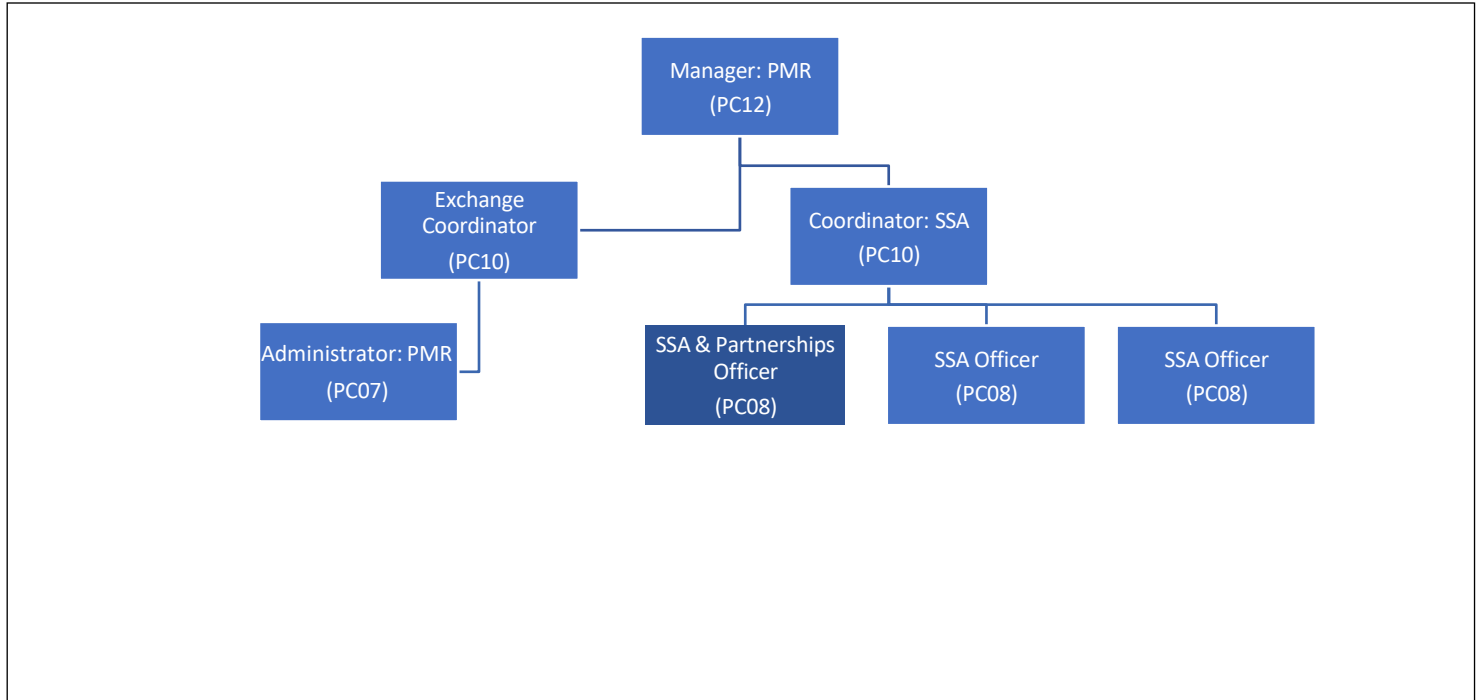 Manager: PMR
(PC12)
Exchange
Coordinator
(PC10)
Coordinator: SSA
(PC10)
Administrator: PMR
(PC07)
SSA & Partnerships
Officer
(PC08)
SSA Officer
(PC08)
SSA Officer
(PC08)